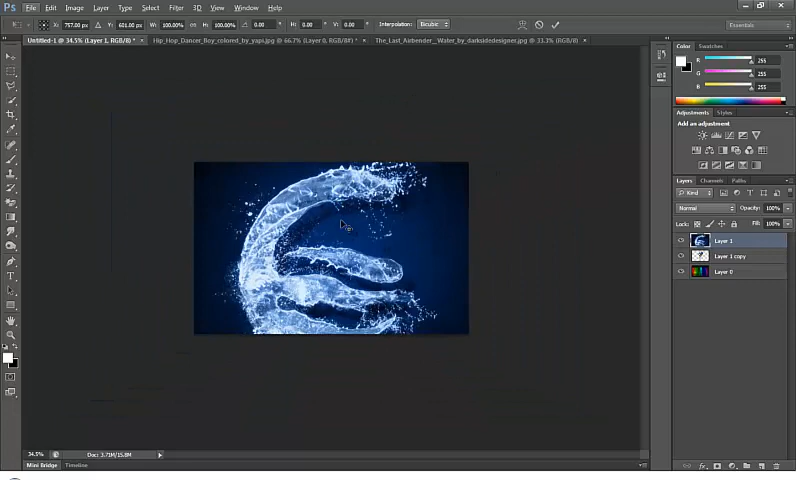 Ps File Edit Image Layer Type Select Filter 3D View Window Help
X: 757.00 px Y: 601.00 px W: 100.00% H: 100.00% 0.00 ° H: 0.00 ° V: 0.00 ° Interpolation: Bicubic Essentials
Untitled-1 @ 34.5% (Layer 1, RGB/8) * × Hip_Hop_Dancer_Boy_colored_by_yapi.jpg @ 66.7% (Layer 0, RGB/8#) * × The_Last_Airbender__Water_by_darksidedesigner.jpg @ 33.3% (RGB/8) ×
Color Swatches
R 255
G 255
B 255
Adjustments Styles
Add an adjustment
Layers Channels Paths
Kind
Normal Opacity: 100%
Lock: Fill: 100%
Layer 1
Layer 1 copy
Layer 0
34.5% Doc: 3.71M/15.8M
Mini Bridge Timeline